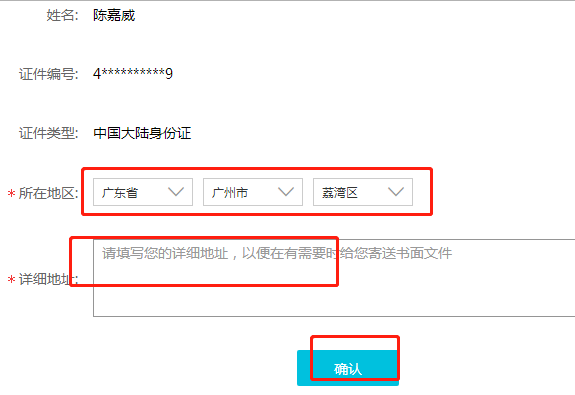 姓名: 陈嘉威
证件编号: 4**********9
证件类型: 中国大陆身份证
* 所在地区: 广东省 广州市 荔湾区
* 详细地址: 请填写您的详细地址，以便在有需要时给您寄送书面文件
确认